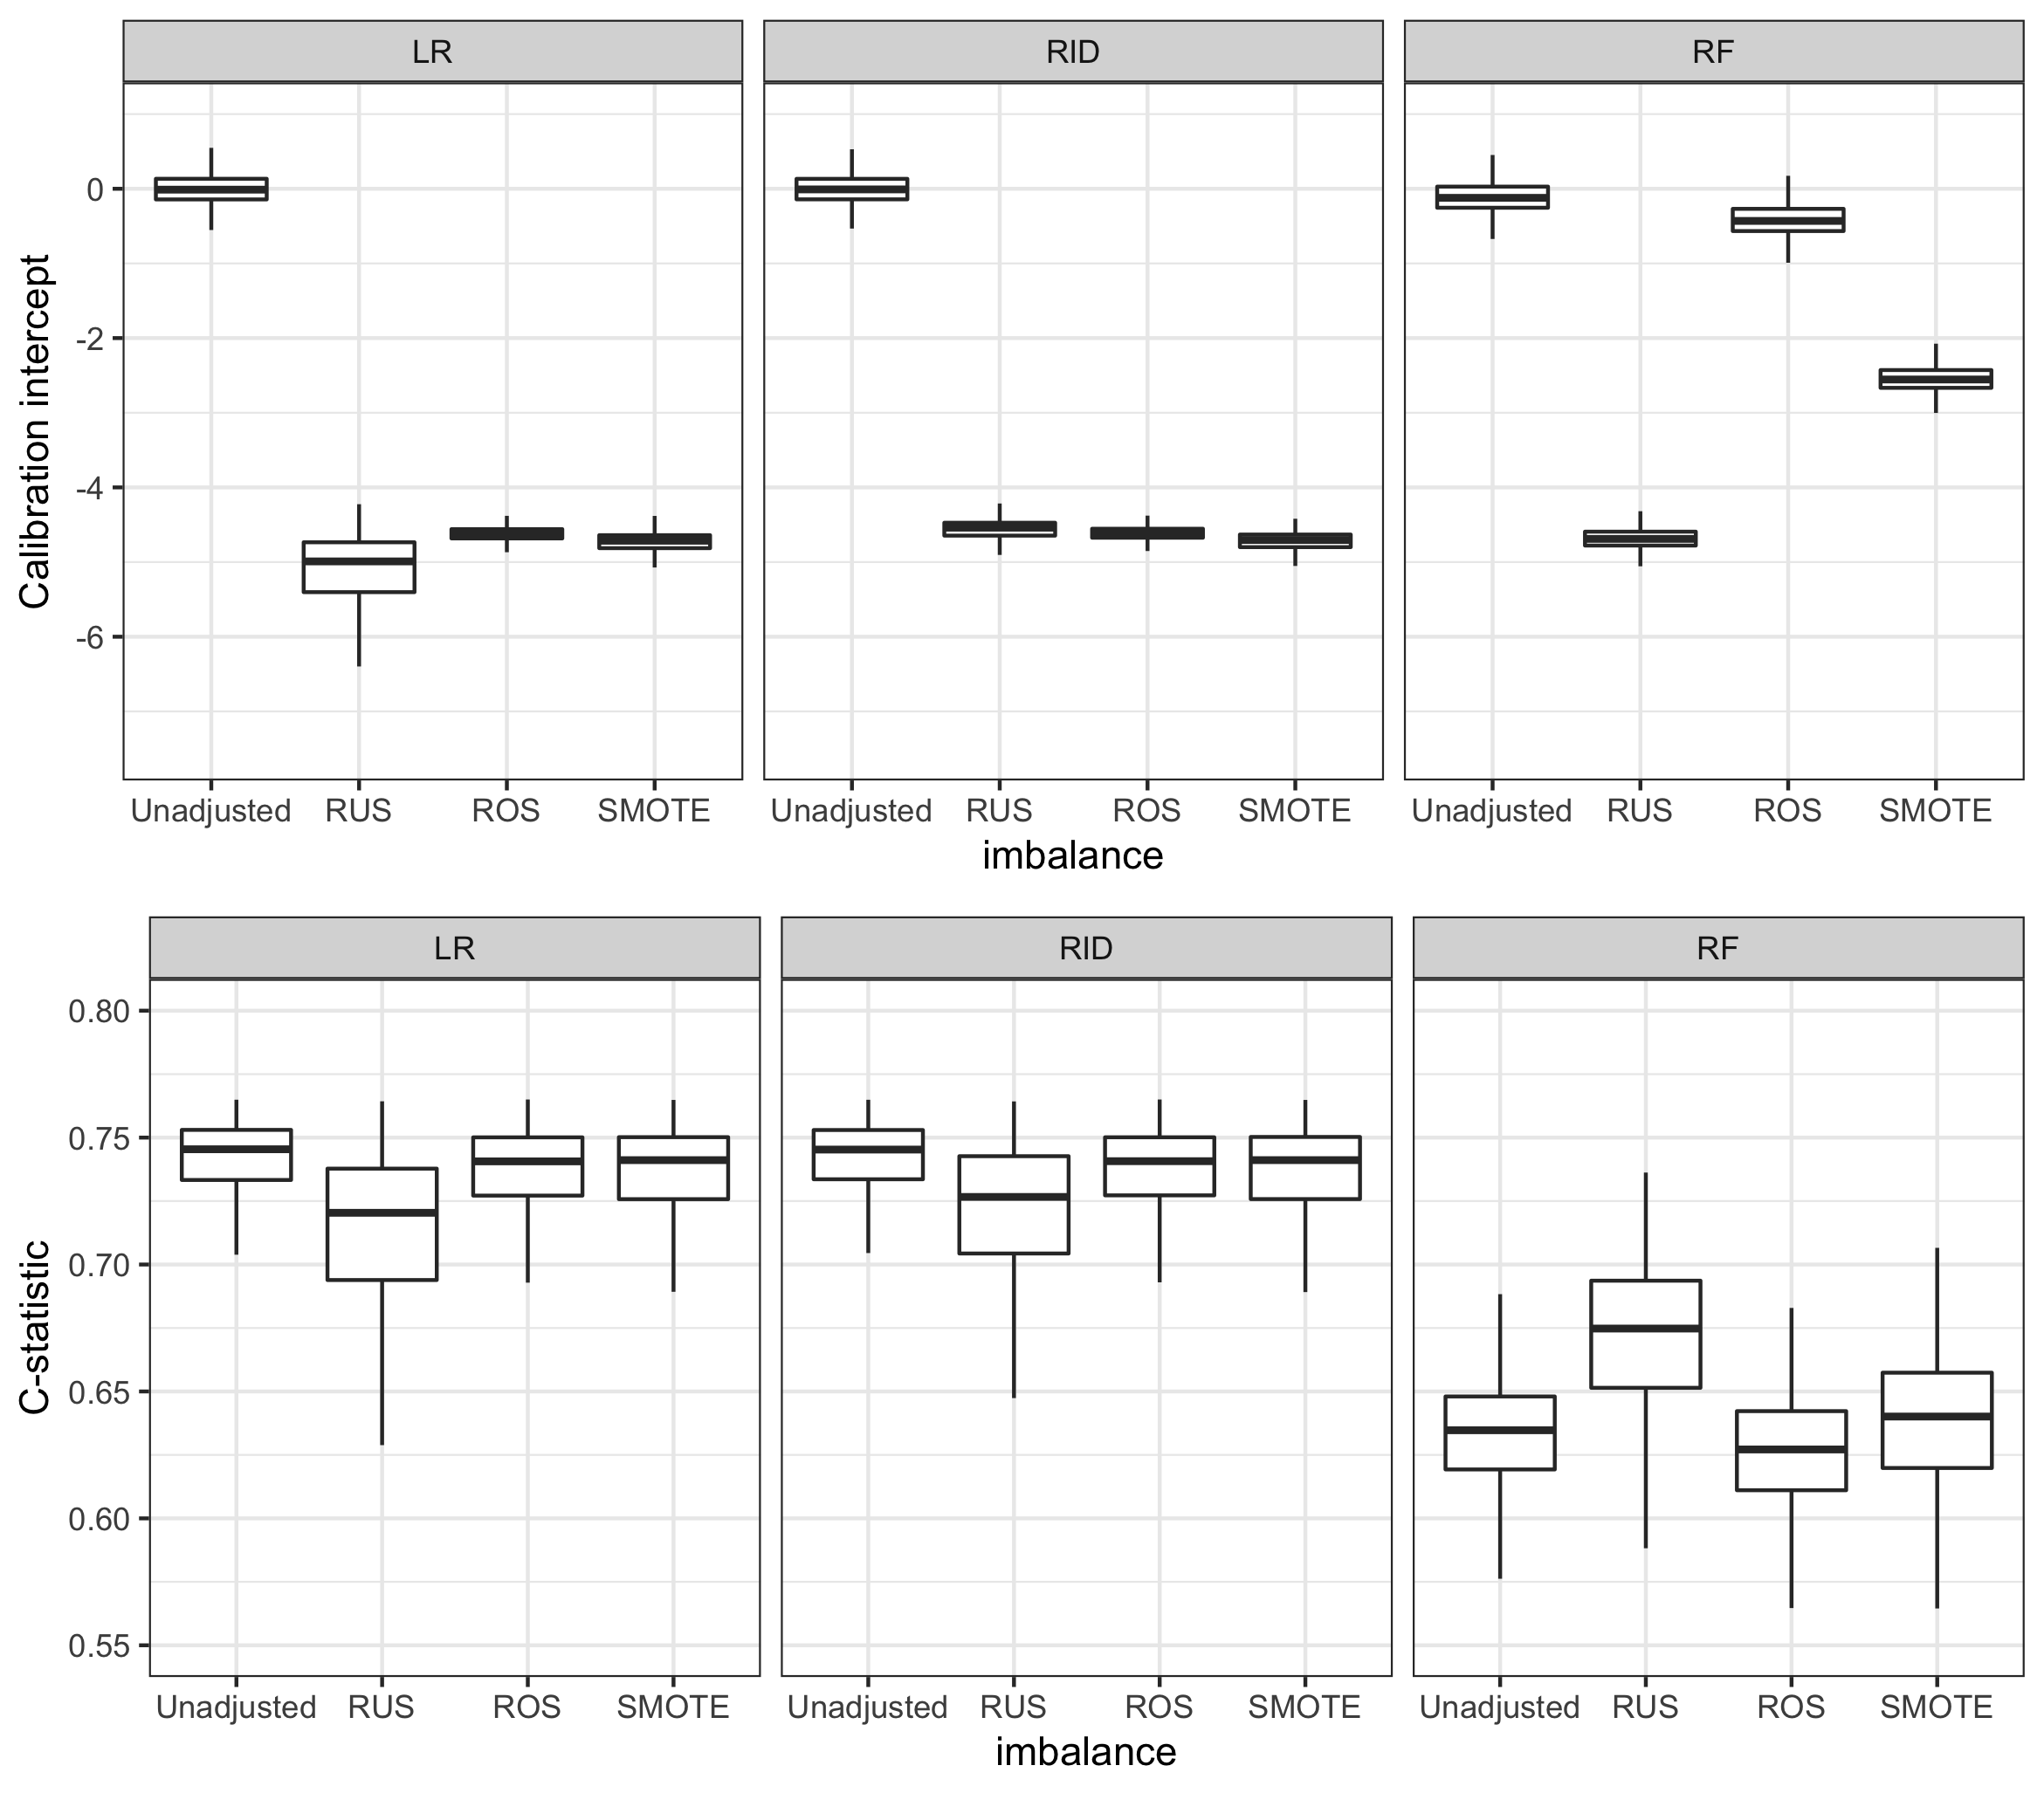 LR RID RF
Calibration intercept
0
-2
-4
-6
Unadjusted RUS ROS SMOTE Unadjusted RUS ROS SMOTE Unadjusted RUS ROS SMOTE
imbalance
LR RID RF
C-statistic
0.80
0.75
0.70
0.65
0.60
0.55
Unadjusted RUS ROS SMOTE Unadjusted RUS ROS SMOTE Unadjusted RUS ROS SMOTE
imbalance